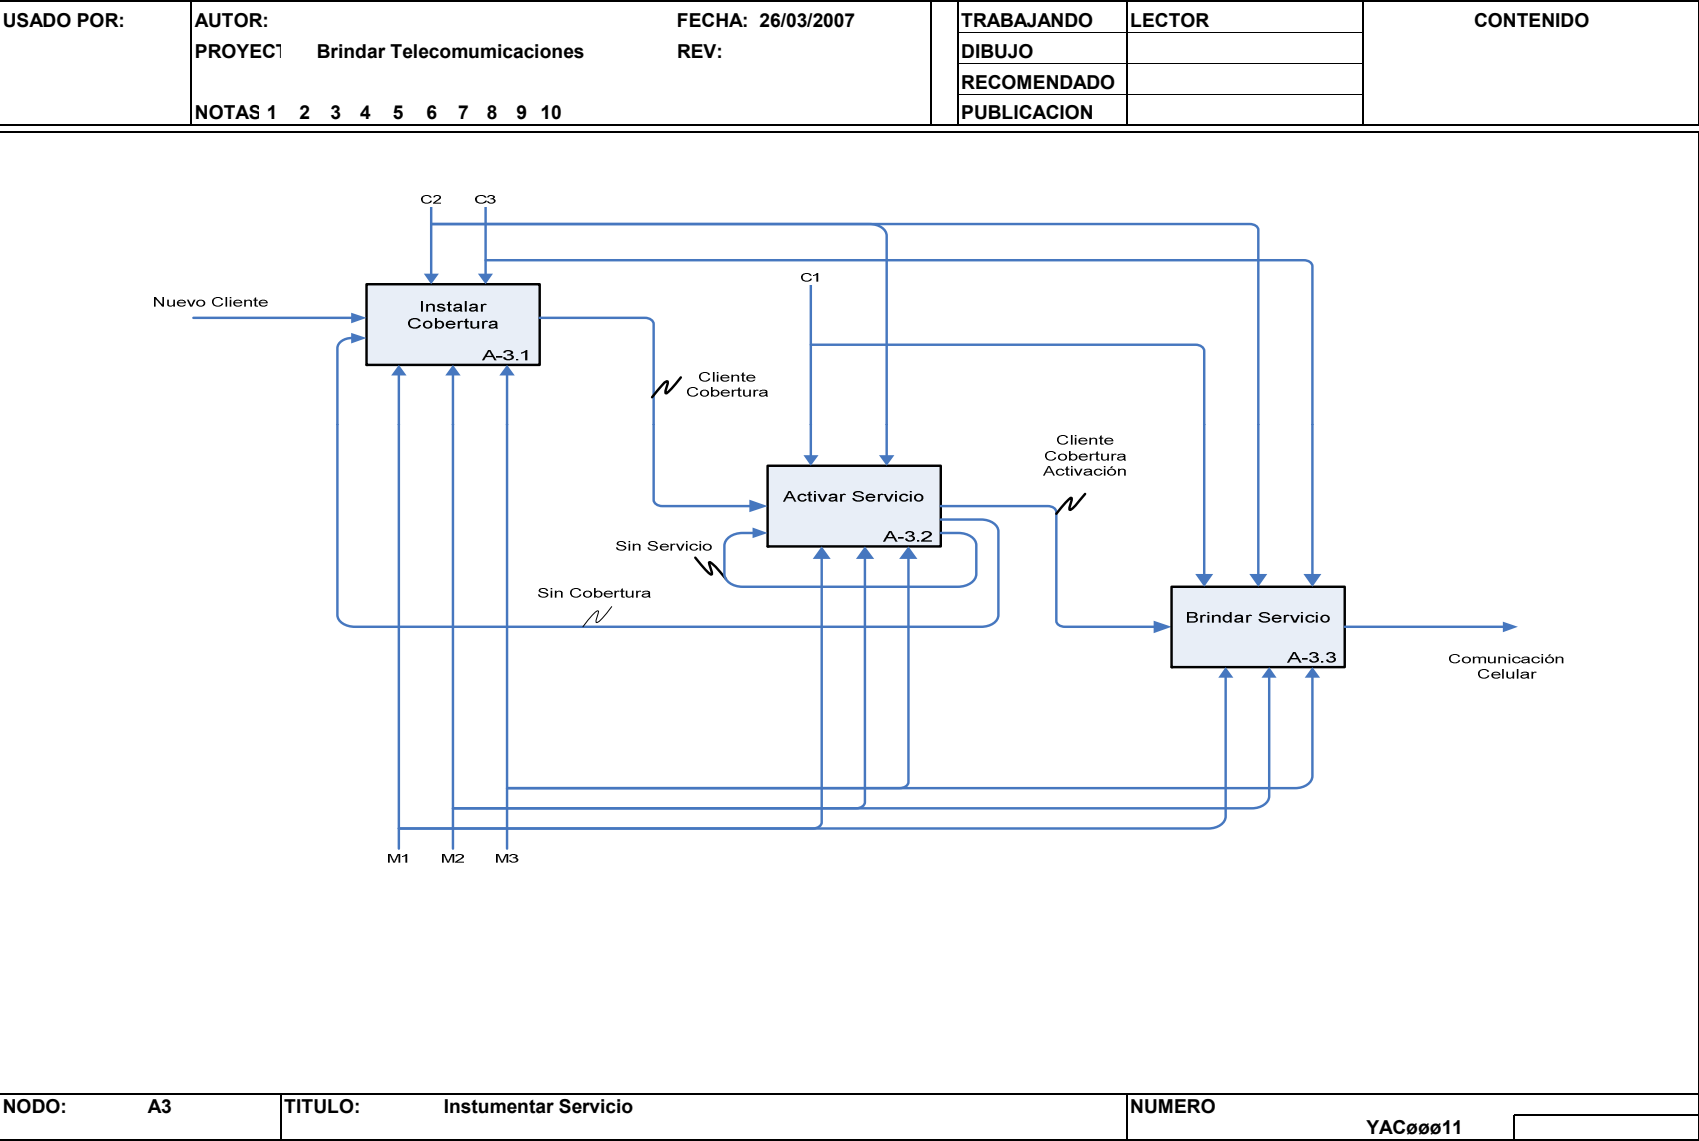 USADO POR:
AUTOR:
FECHA: 26/03/2007
TRABAJANDO
LECTOR
CONTENIDO
PROYECT
Brindar Telecomumicaciones
REV:
DIBUJO
RECOMENDADO
NOTAS 1 2 3 4 5 6 7 8 9 10
PUBLICACION
C2
C3
C1
Nuevo Cliente
Instalar
Cobertura
A-3.1
Cliente
Cobertura
Cliente
Cobertura
Activación
Activar Servicio
A-3.2
Sin Servicio
Sin Cobertura
Brindar Servicio
A-3.3
Comunicación
Celular
M1
M2
M3
NODO:
A3
TITULO:
Instumentar Servicio
NUMERO
YACøøø11